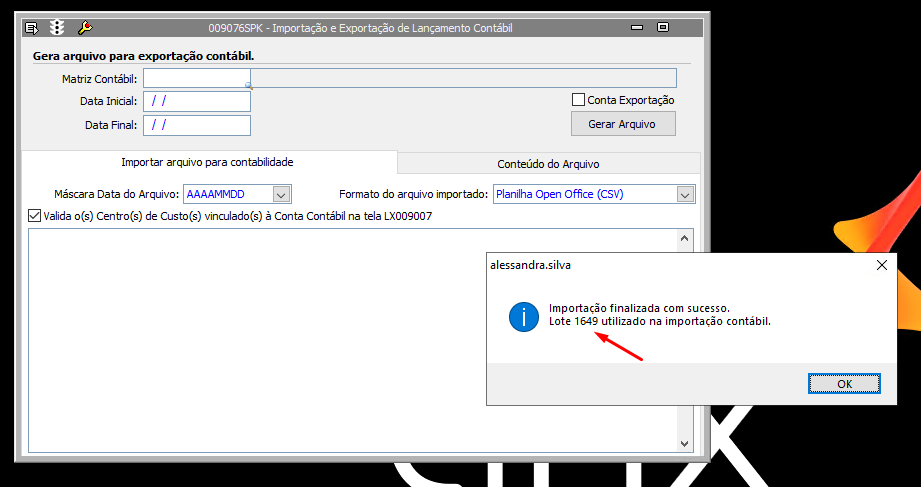 009076SPK - Importação e Exportação de Lançamento Contábil
Gera arquivo para exportação contábil.
Matriz Contábil:
Data Inicial: / /
Conta Exportação
Data Final: / /
Gerar Arquivo
Importar arquivo para contabilidade
Conteúdo do Arquivo
Máscara Data do Arquivo: AAAAMMDD
Formato do arquivo importado: Planilha Open Office (CSV)
Valida o(s) Centro(s) de Custo(s) vinculado(s) à Conta Contábil na tela LX009007
alessandra.silva
Importação finalizada com sucesso.
Lote 1649 utilizado na importação contábil.
OK